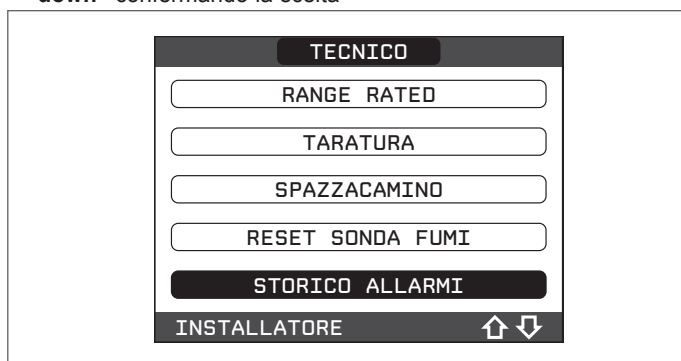 down" confermando la scelta
TECNICO
RANGE RATED
TARATURA
SPAZZACAMINO
RESET SONDA FUMI
STORICO ALLARMI
INSTALLATORE